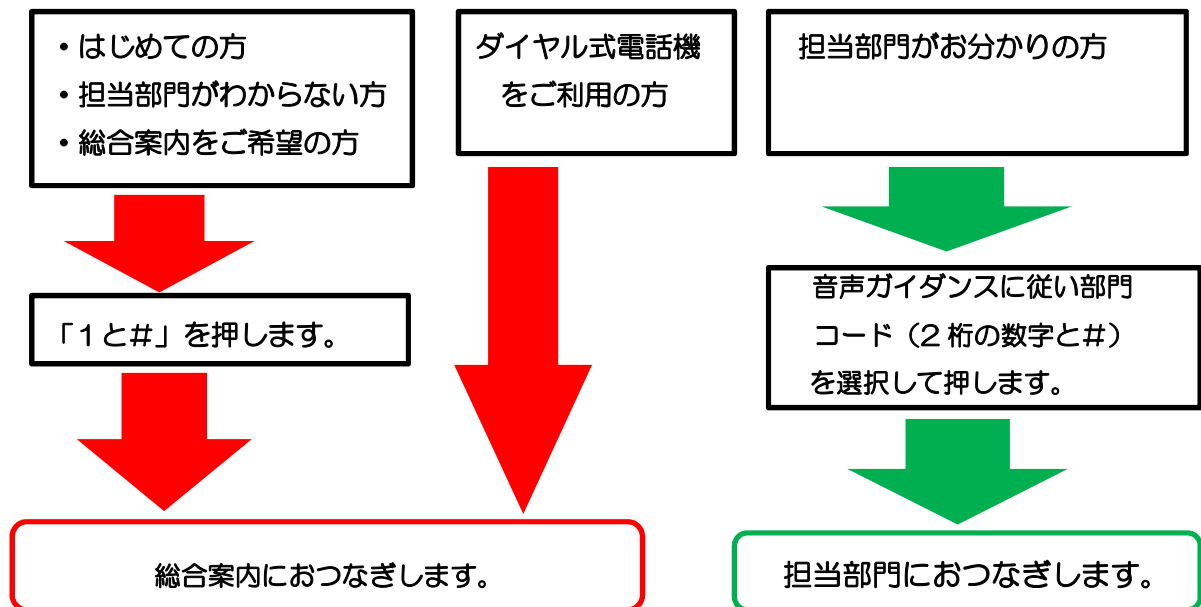 ・はじめての方
・担当部門がわからない方
・総合案内をご希望の方
「1と#」を押します。
ダイヤル式電話機
をご利用の方
総合案内におつなぎします。
担当部門がお分かりの方
音声ガイダンスに従い部門
コード（2桁の数字と#）
を選択して押します。
担当部門におつなぎします。